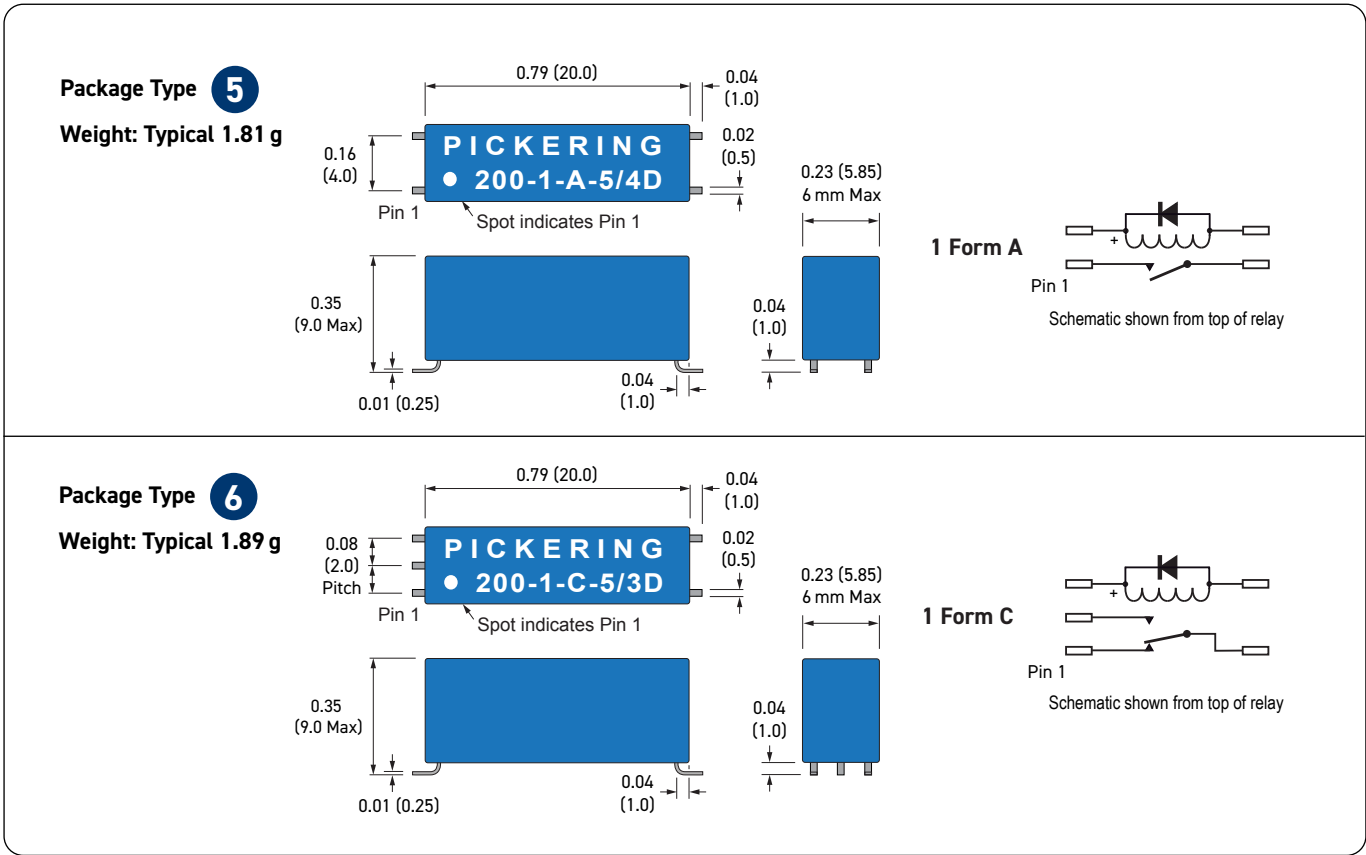 Package Type 5
Weight: Typical 1.81 g
0.79 (20.0)
0.04
(1.0)
0.16
(4.0)
PICKERING
200-1-A-5/4D
0.02
(0.5)
Pin 1
Spot indicates Pin 1
0.23 (5.85)
6 mm Max
0.35
(9.0 Max)
0.01 (0.25)
0.04
(1.0)
0.04
(1.0)
1 Form A
+
Pin 1
Schematic shown from top of relay
Package Type 6
Weight: Typical 1.89 g
0.79 (20.0)
0.04
(1.0)
0.08
(2.0)
Pitch
PICKERING
200-1-C-5/3D
0.02
(0.5)
Pin 1
Spot indicates Pin 1
0.23 (5.85)
6 mm Max
0.35
(9.0 Max)
0.01 (0.25)
0.04
(1.0)
0.04
(1.0)
1 Form C
+
Pin 1
Schematic shown from top of relay